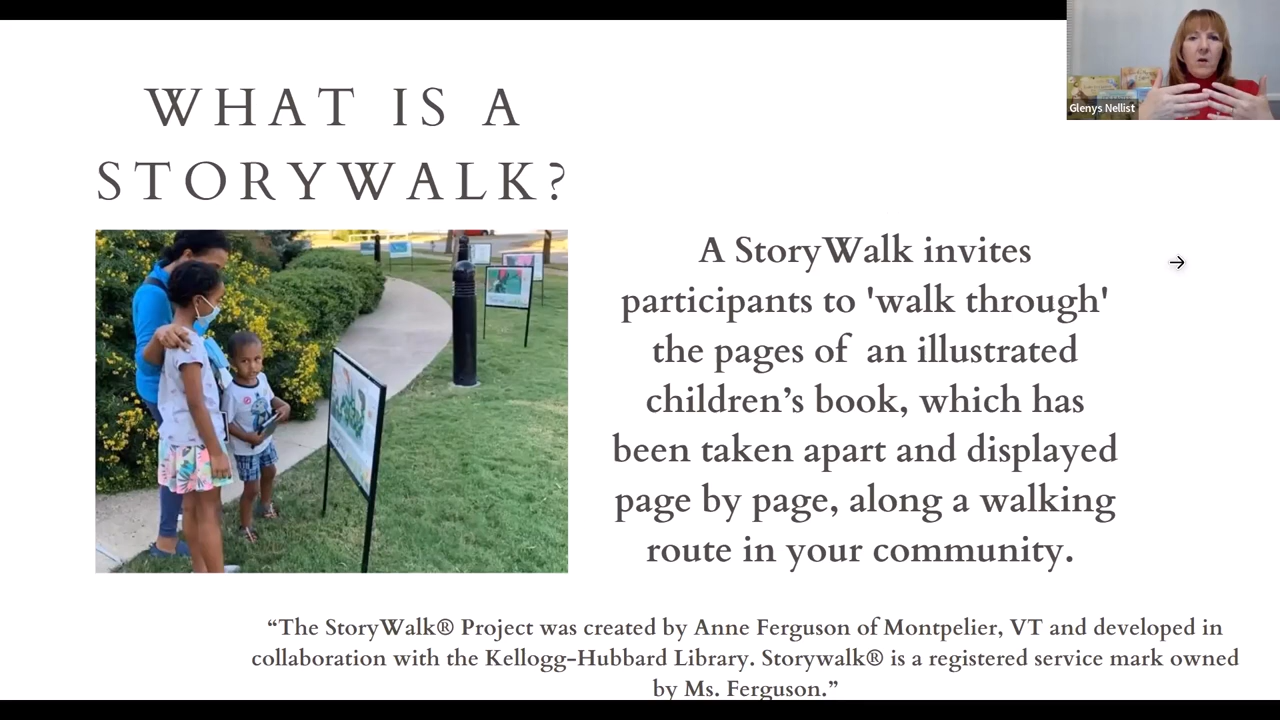 WHAT IS A
STORYWALK?
Glenys Nellist
A StoryWalk invites
participants to 'walk through'
the pages of an illustrated
children’s book, which has
been taken apart and displayed
page by page, along a walking
route in your community.
“The StoryWalk® Project was created by Anne Ferguson of Montpelier, VT and developed in
collaboration with the Kellogg-Hubbard Library. Storywalk® is a registered service mark owned
by Ms. Ferguson.”